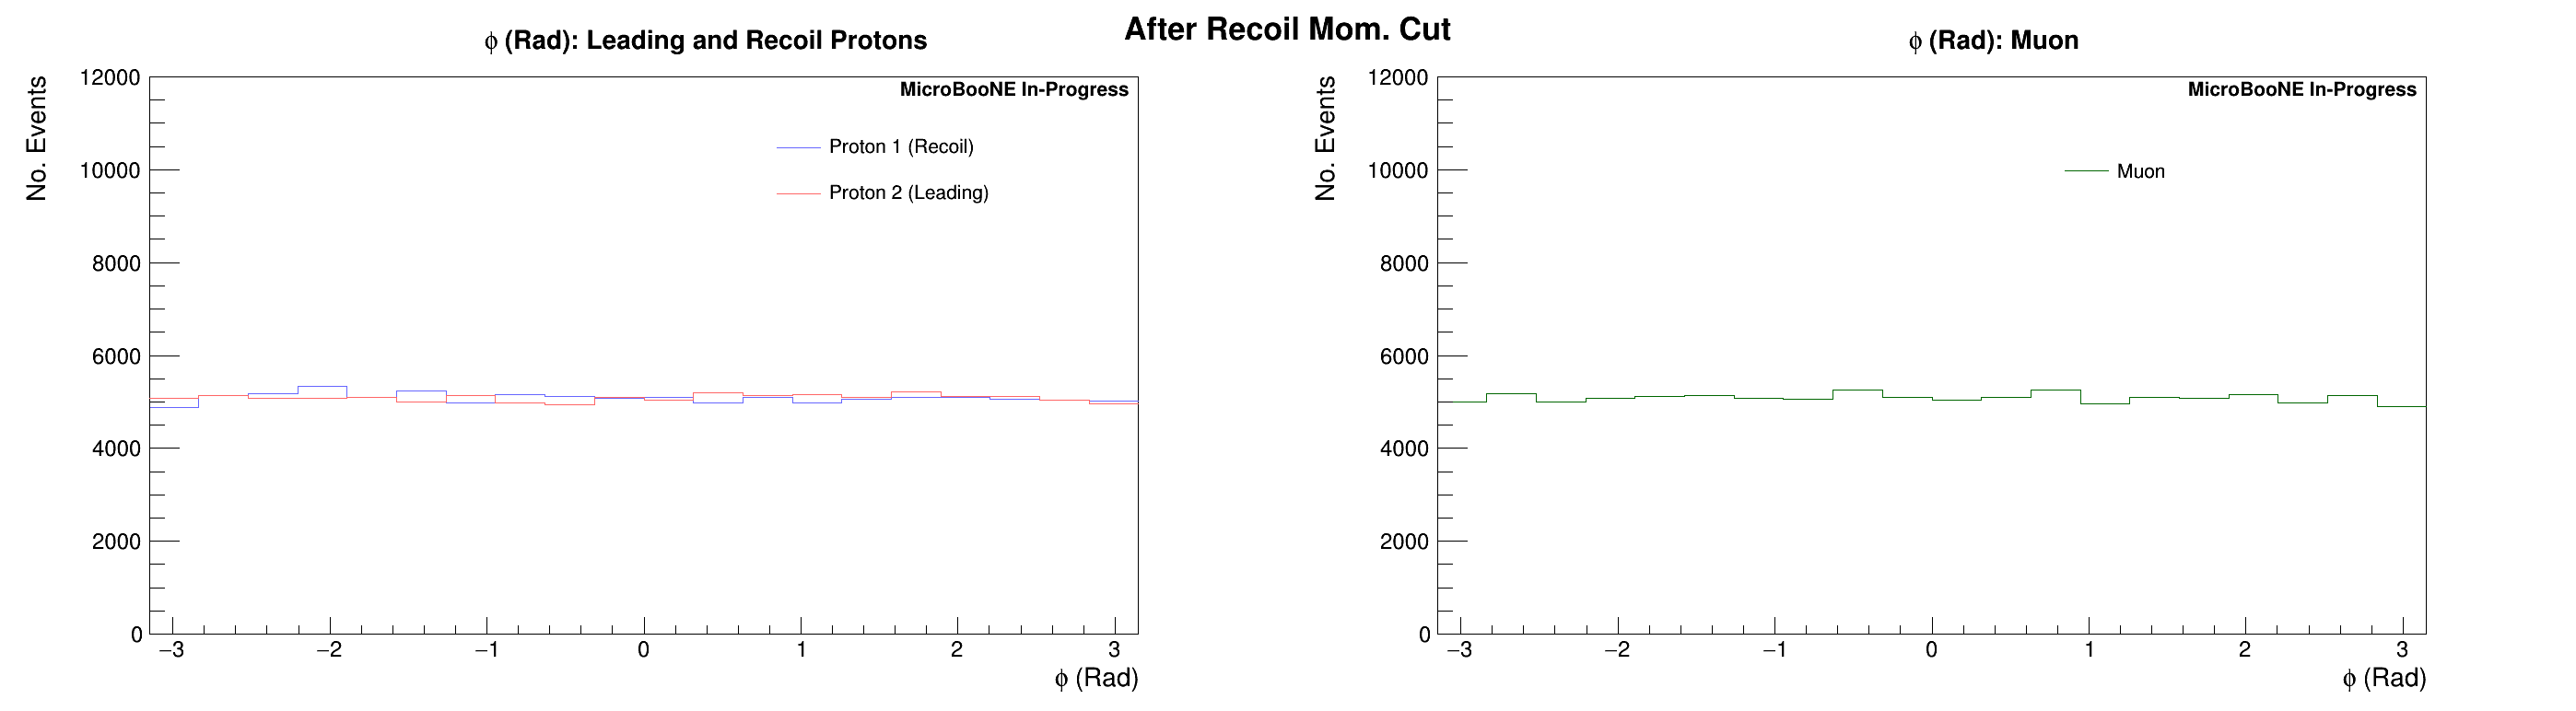 After Recoil Mom. Cut
ϕ (Rad): Leading and Recoil Protons
No. Events
12000
10000
8000
6000
4000
2000
0
MicroBooNE In-Progress
Proton 1 (Recoil)
Proton 2 (Leading)
−3 −2 −1 0 1 2 3
ϕ (Rad)
ϕ (Rad): Muon
No. Events
12000
10000
8000
6000
4000
2000
0
MicroBooNE In-Progress
Muon
−3 −2 −1 0 1 2 3
ϕ (Rad)